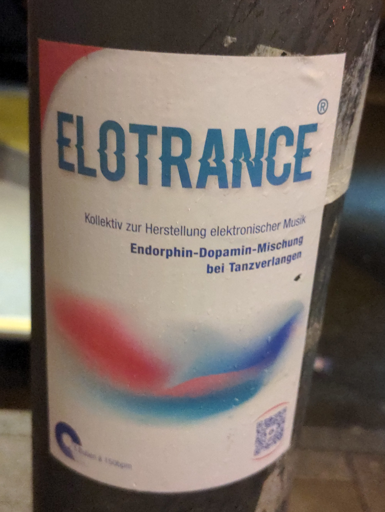 ELOTRANCE®
Kollektiv zur Herstellung elektronischer Musik
Endorphin-Dopamin-Mischung
bei Tanzverlangen